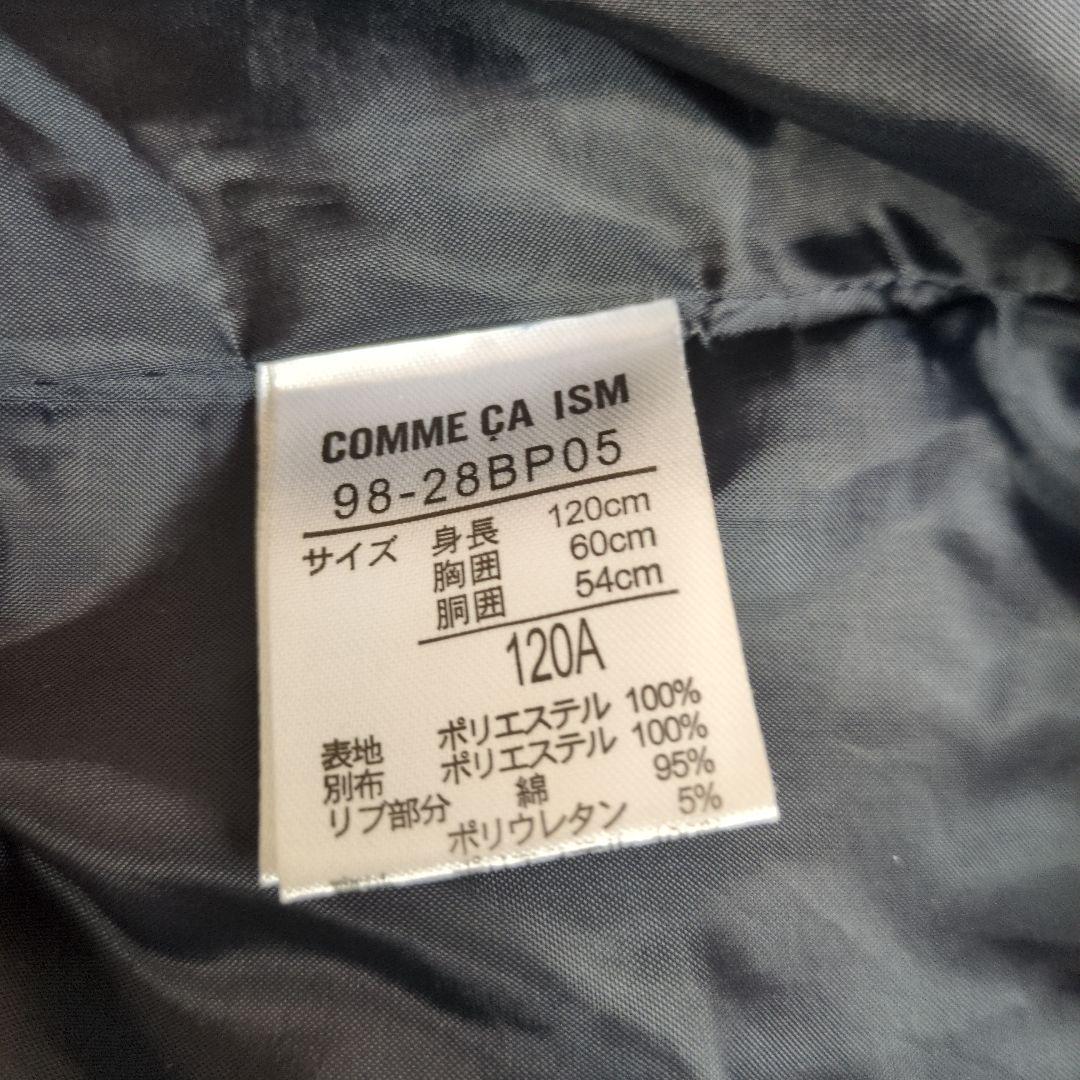 COMME ÇA ISM
98-28BP05
サイズ 身長 120cm
胸囲 60cm
胴囲 54cm
120A
表地 ポリエステル 100%
別布 ポリエステル 100%
リブ部分 綿 95%
ポリウレタン 5%